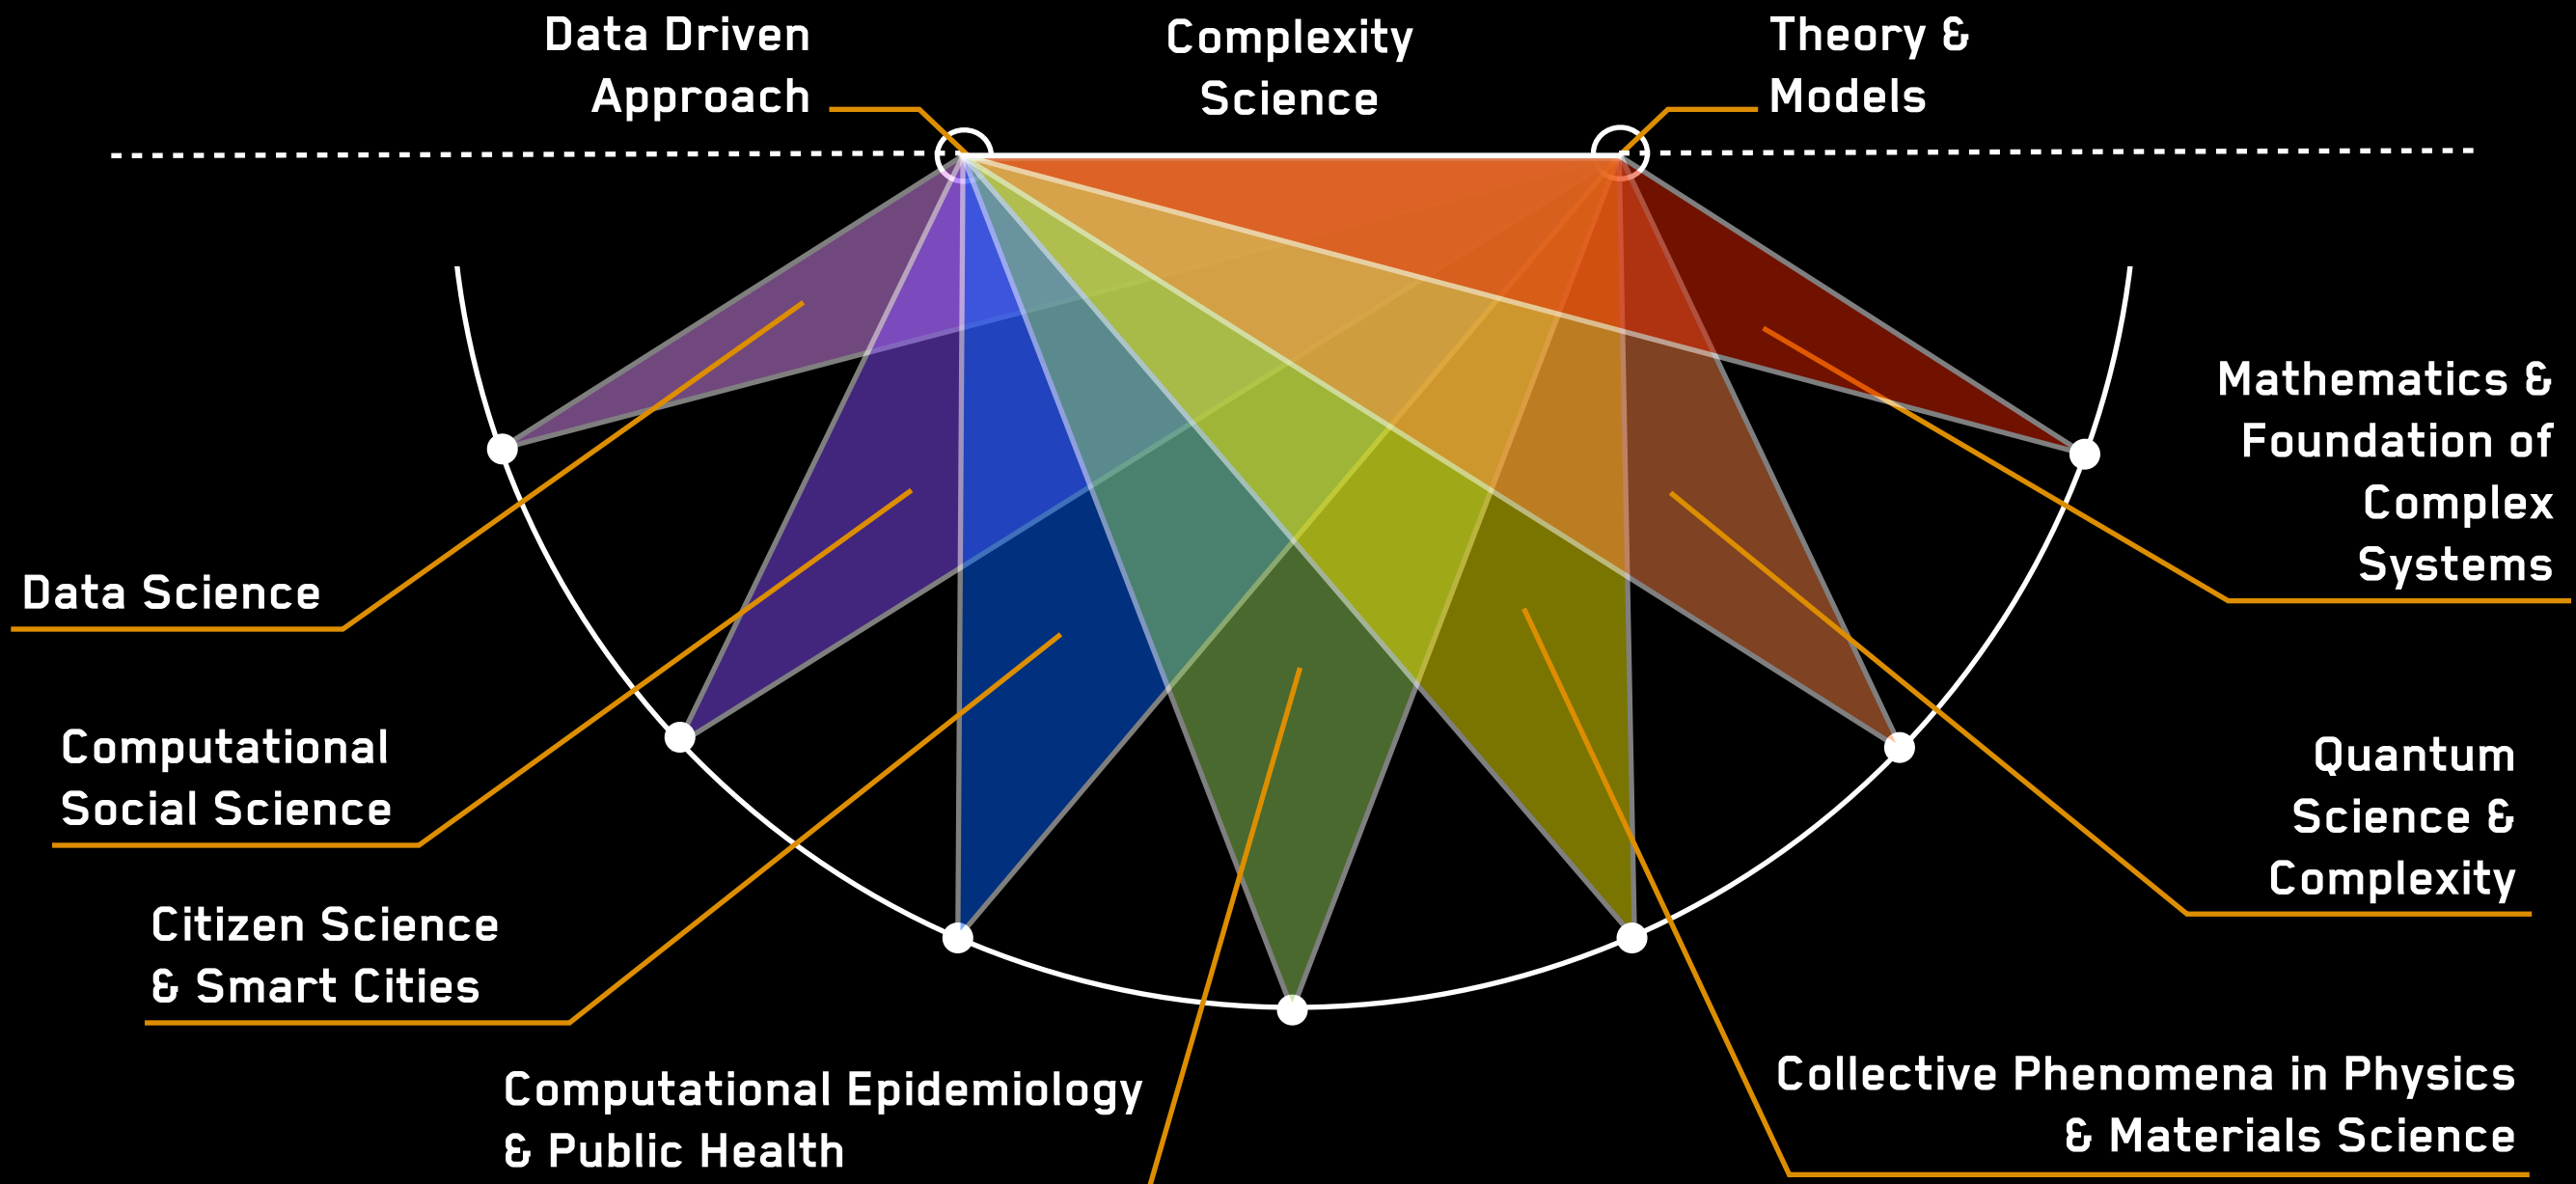 Data Driven
Approach
Complexity
Science
Theory &
Models
Data Science
Computational
Social Science
Citizen Science
& Smart Cities
Computational Epidemiology
& Public Health
Collective Phenomena in Physics
& Materials Science
Quantum
Science &
Complexity
Mathematics &
Foundation of
Complex
Systems